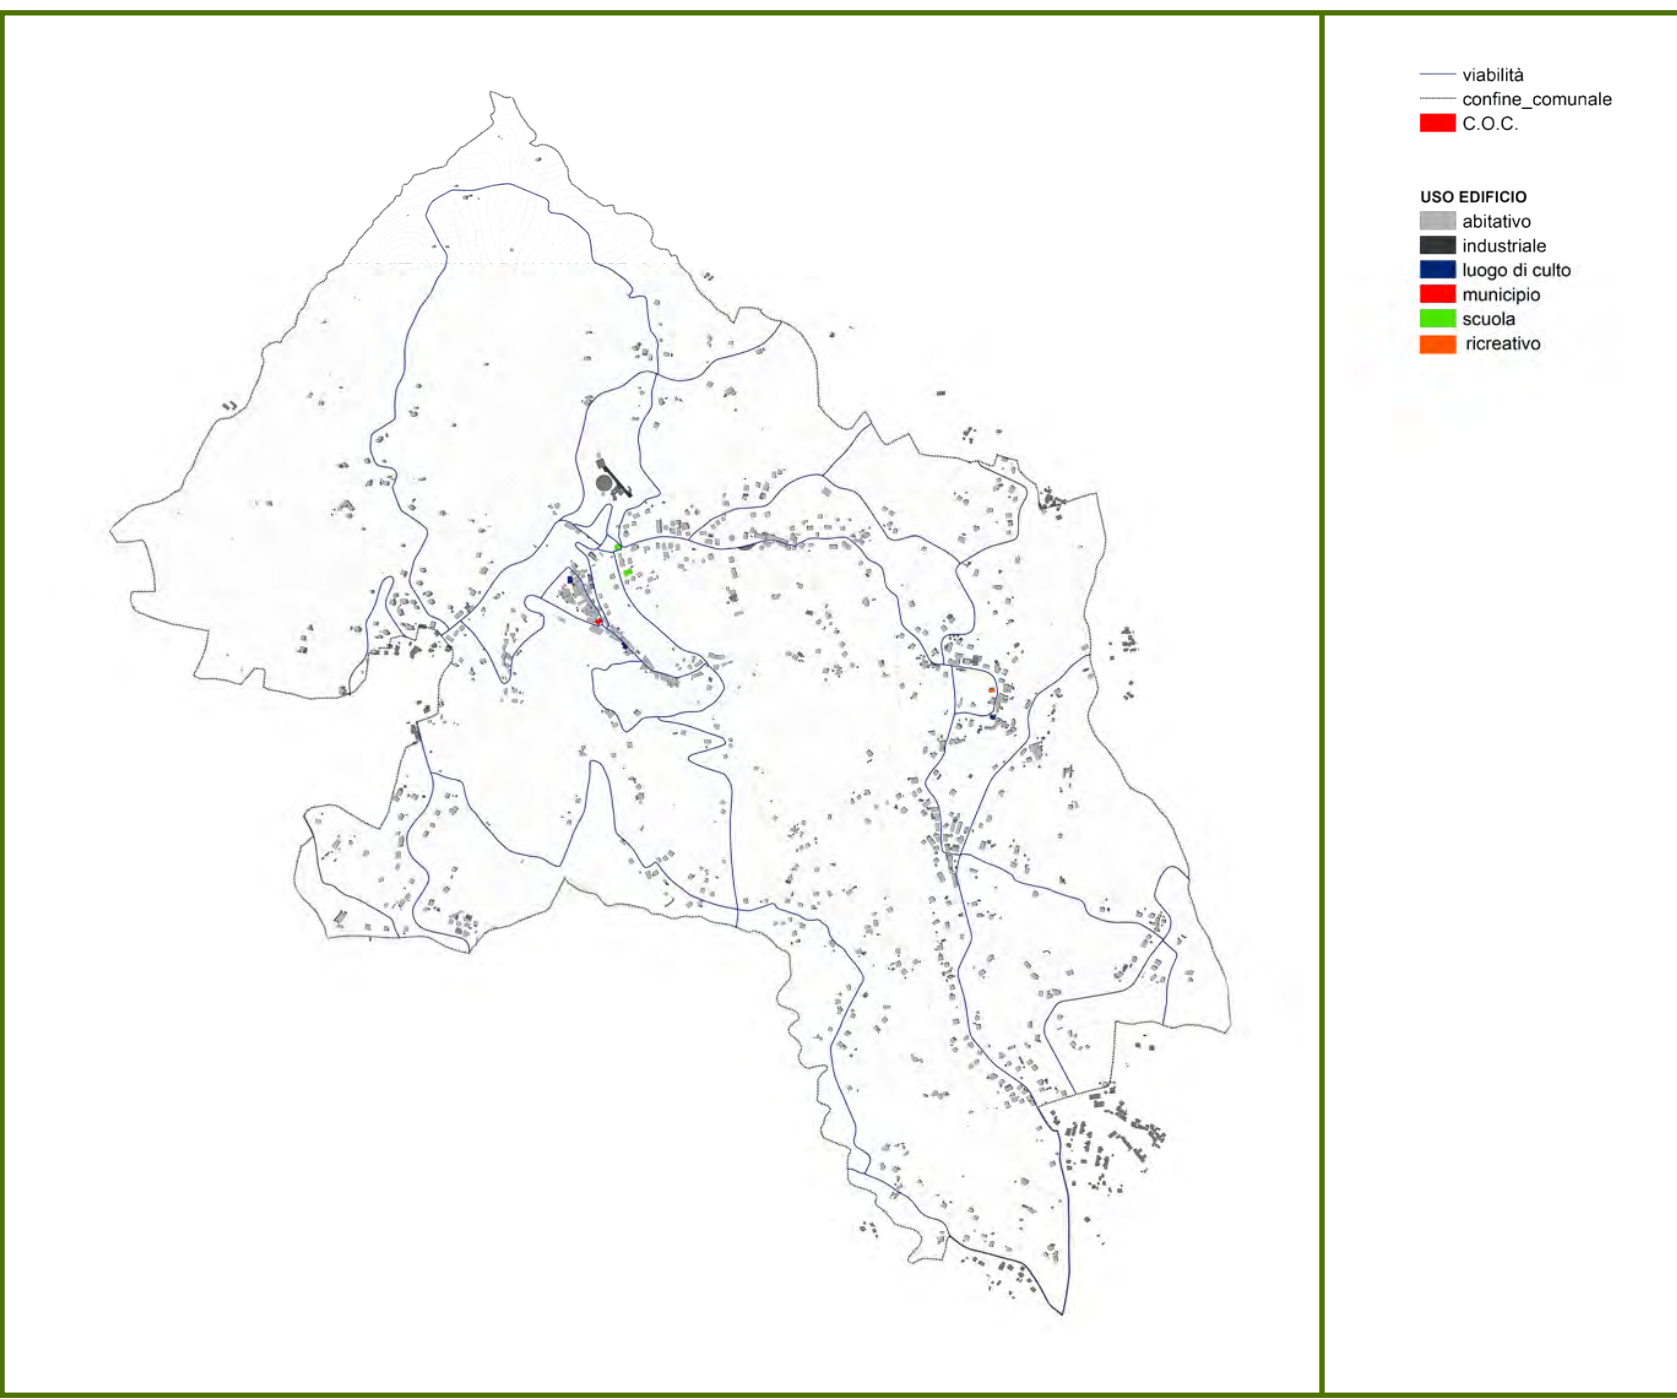 viabilità
confine_comunale
C.O.C.
USO EDIFICIO
abitativo
industriale
luogo di culto
municipio
scuola
ricreativo